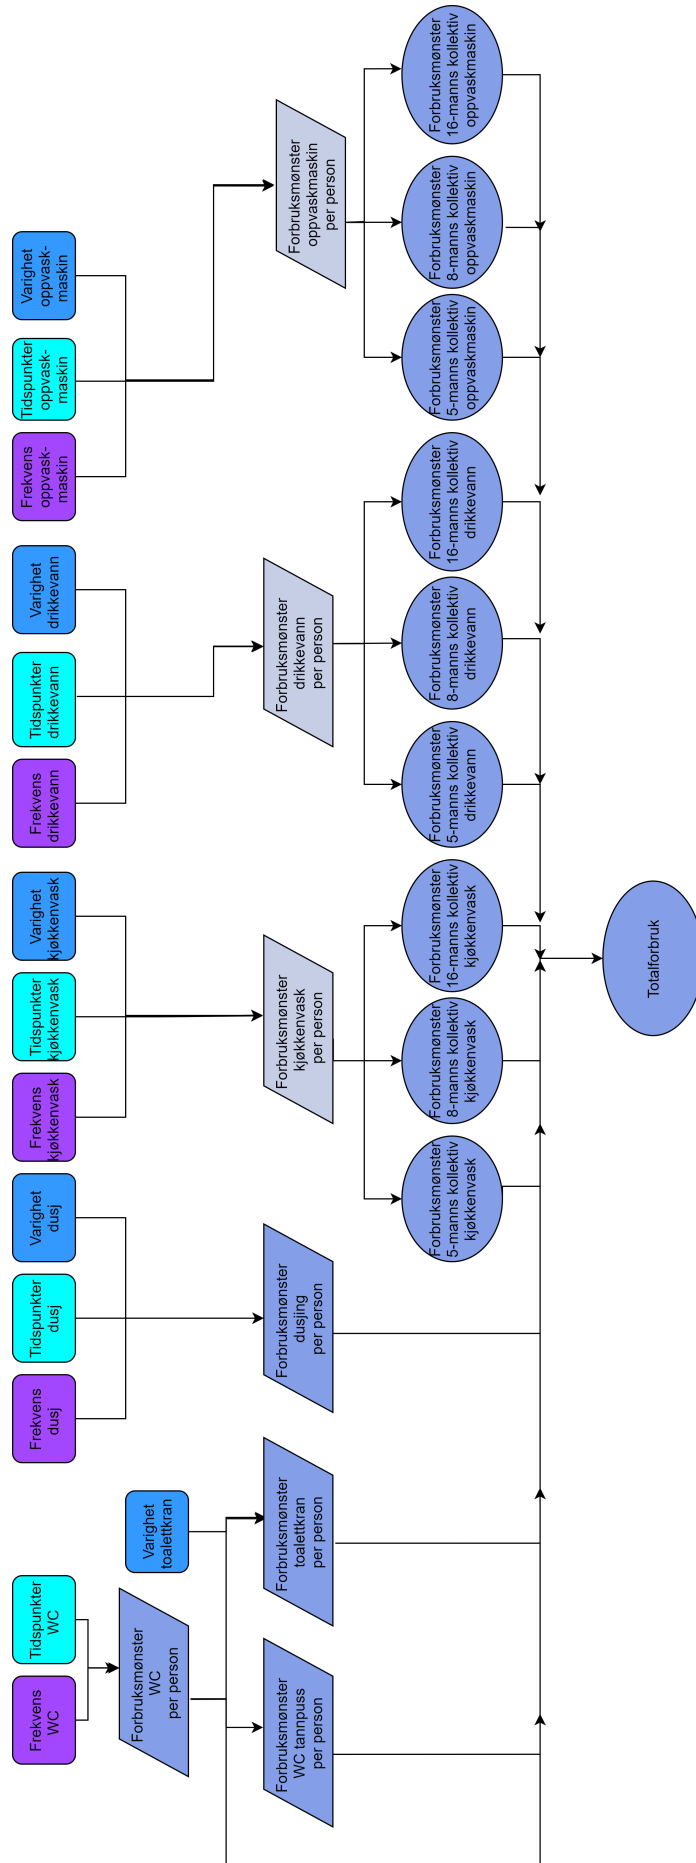 Frekvens
WC
Tidspunkter
WC
Frekvens
dusj
Tidspunkter
dusj
Varighet
dusj
Frekvens
kjøkkenvask
Tidspunkter
kjøkkenvask
Varighet
kjøkkenvask
Frekvens
drikkevann
Tidspunkter
drikkevann
Varighet
drikkevann
Frekvens
oppvask-
maskin
Tidspunkter
oppvask-
maskin
Varighet
oppvask-
maskin
Forbruksmønster
WC
per person
Varighet
toalettkran
Forbruksmønster
WC tannpuss
per person
Forbruksmønster
toalettkran
per person
Forbruksmønster
dusjing
per person
Forbruksmønster
kjøkkenvask
per person
Forbruksmønster
drikkevann
per person
Forbruksmønster
oppvaskmaskin
per person
Forbruksmønster
5-manns kollektiv
kjøkkenvask
Forbruksmønster
8-manns kollektiv
kjøkkenvask
Forbruksmønster
16-manns kollektiv
kjøkkenvask
Forbruksmønster
5-manns kollektiv
drikkevann
Forbruksmønster
8-manns kollektiv
drikkevann
Forbruksmønster
16-manns kollektiv
drikkevann
Forbruksmønster
5-manns kollektiv
oppvaskmaskin
Forbruksmønster
8-manns kollektiv
oppvaskmaskin
Forbruksmønster
16-manns kollektiv
oppvaskmaskin
Totalforbruk